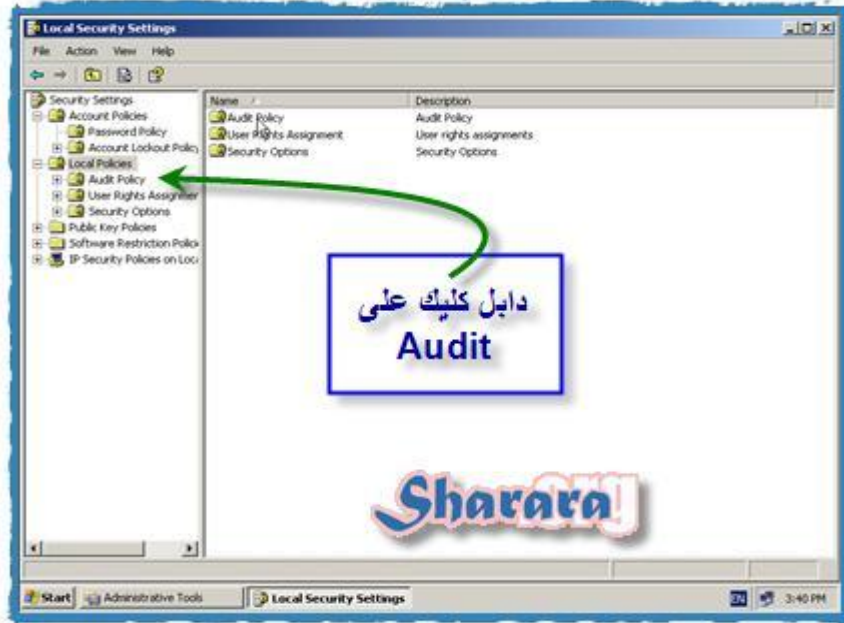 Local Security Settings
File Action View Help
Security Settings
Account Policies
Password Policy
Account Lockout Policy
Local Policies
Audit Policy
User Rights Assignmen
Security Options
Public Key Policies
Software Restriction Polici
IP Security Policies on Loca
Name Description
Audit Policy Audit Policy
User Rights Assignment User rights assignments
Security Options Security Options
دابل كليك على
Audit
Sharara
org
Start Administrative Tools Local Security Settings EN 3:40 PM